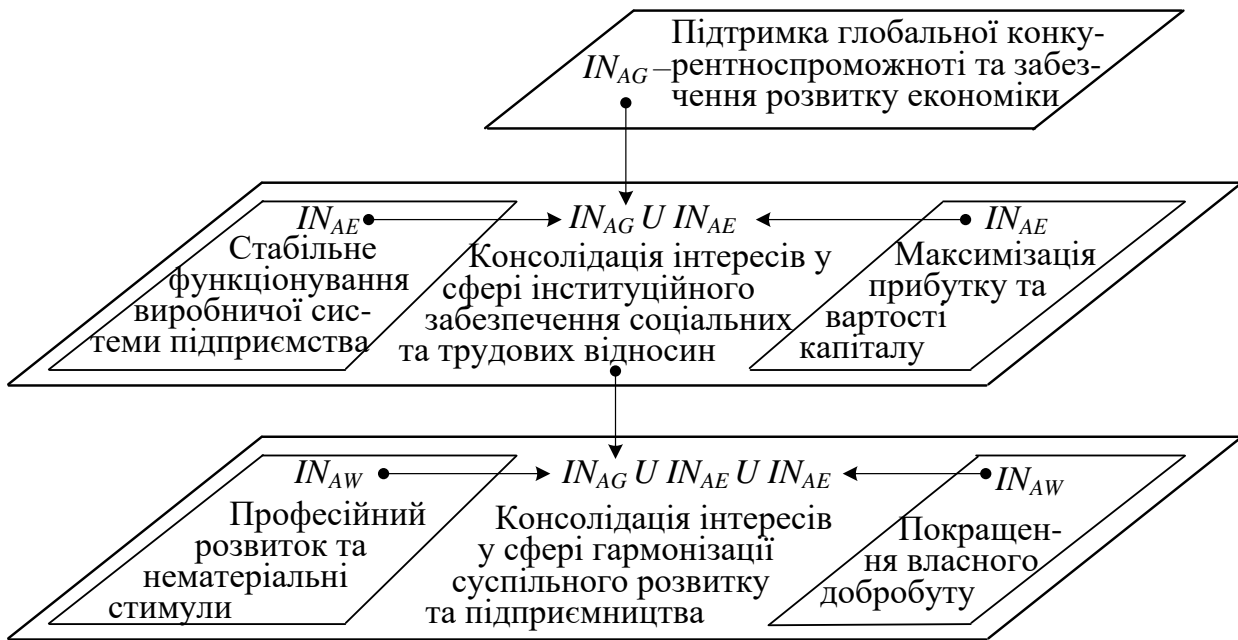 Підтримка глобальної конку-
IN_AG – рентноспроможноті та забез-
чення розвитку економіки
IN_AE
Стабільне
функціонування
виробничої сис-
теми підприємства
IN_AG U IN_AE
Консолідація інтересів у
сфері інституційного
забезпечення соціальних
та трудових відносин
IN_AE
Максимізація
прибутку та
вартості
капіталу
IN_AW
Професійний
розвиток та
нематеріальні
стимули
IN_AG U IN_AE U IN_AE
Консолідація інтересів
у сфері гармонізації
суспільного розвитку
та підприємництва
IN_AW
Покращен-
ня власного
добробуту